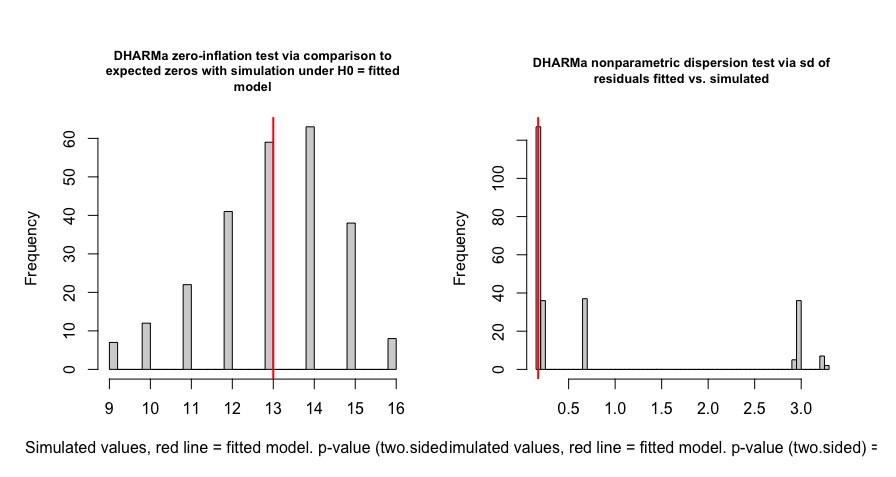 DHARMa zero-inflation test via comparison to
expected zeros with simulation under H0 = fitted
model
Frequency
0 10 20 30 40 50 60
9 10 11 12 13 14 15 16
DHARMa nonparametric dispersion test via sd of
residuals fitted vs. simulated
Frequency
0 20 40 60 80 100
0.5 1.0 1.5 2.0 2.5 3.0
Simulated values, red line = fitted model. p-value (two.sedimulated values, red line = fitted model. p-value (two.sided) =